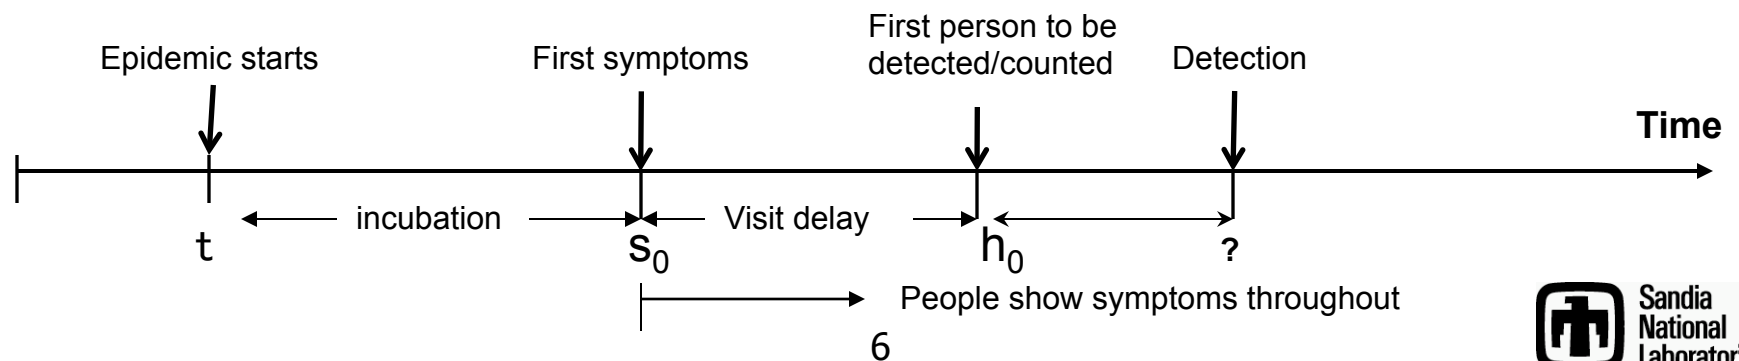 Epidemic starts
First symptoms
First person to be
detected/counted
Detection
Time
incubation
Visit delay
t
s0
h0
?
People show symptoms throughout
6
Sandia
National